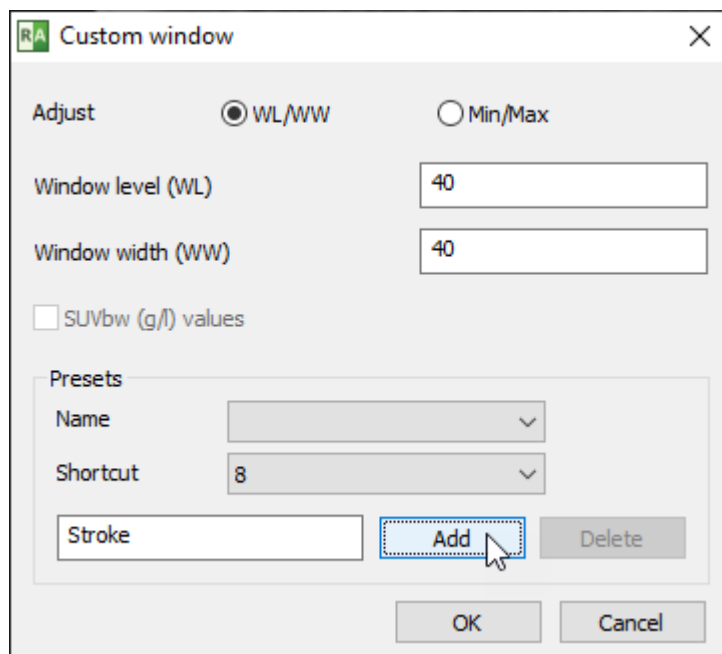 RA Custom window
Adjust WL/WW Min/Max
Window level (WL) 40
Window width (WW) 40
SUVbw (g/l) values
Presets
Name
Shortcut 8
Stroke Add Delete
OK Cancel